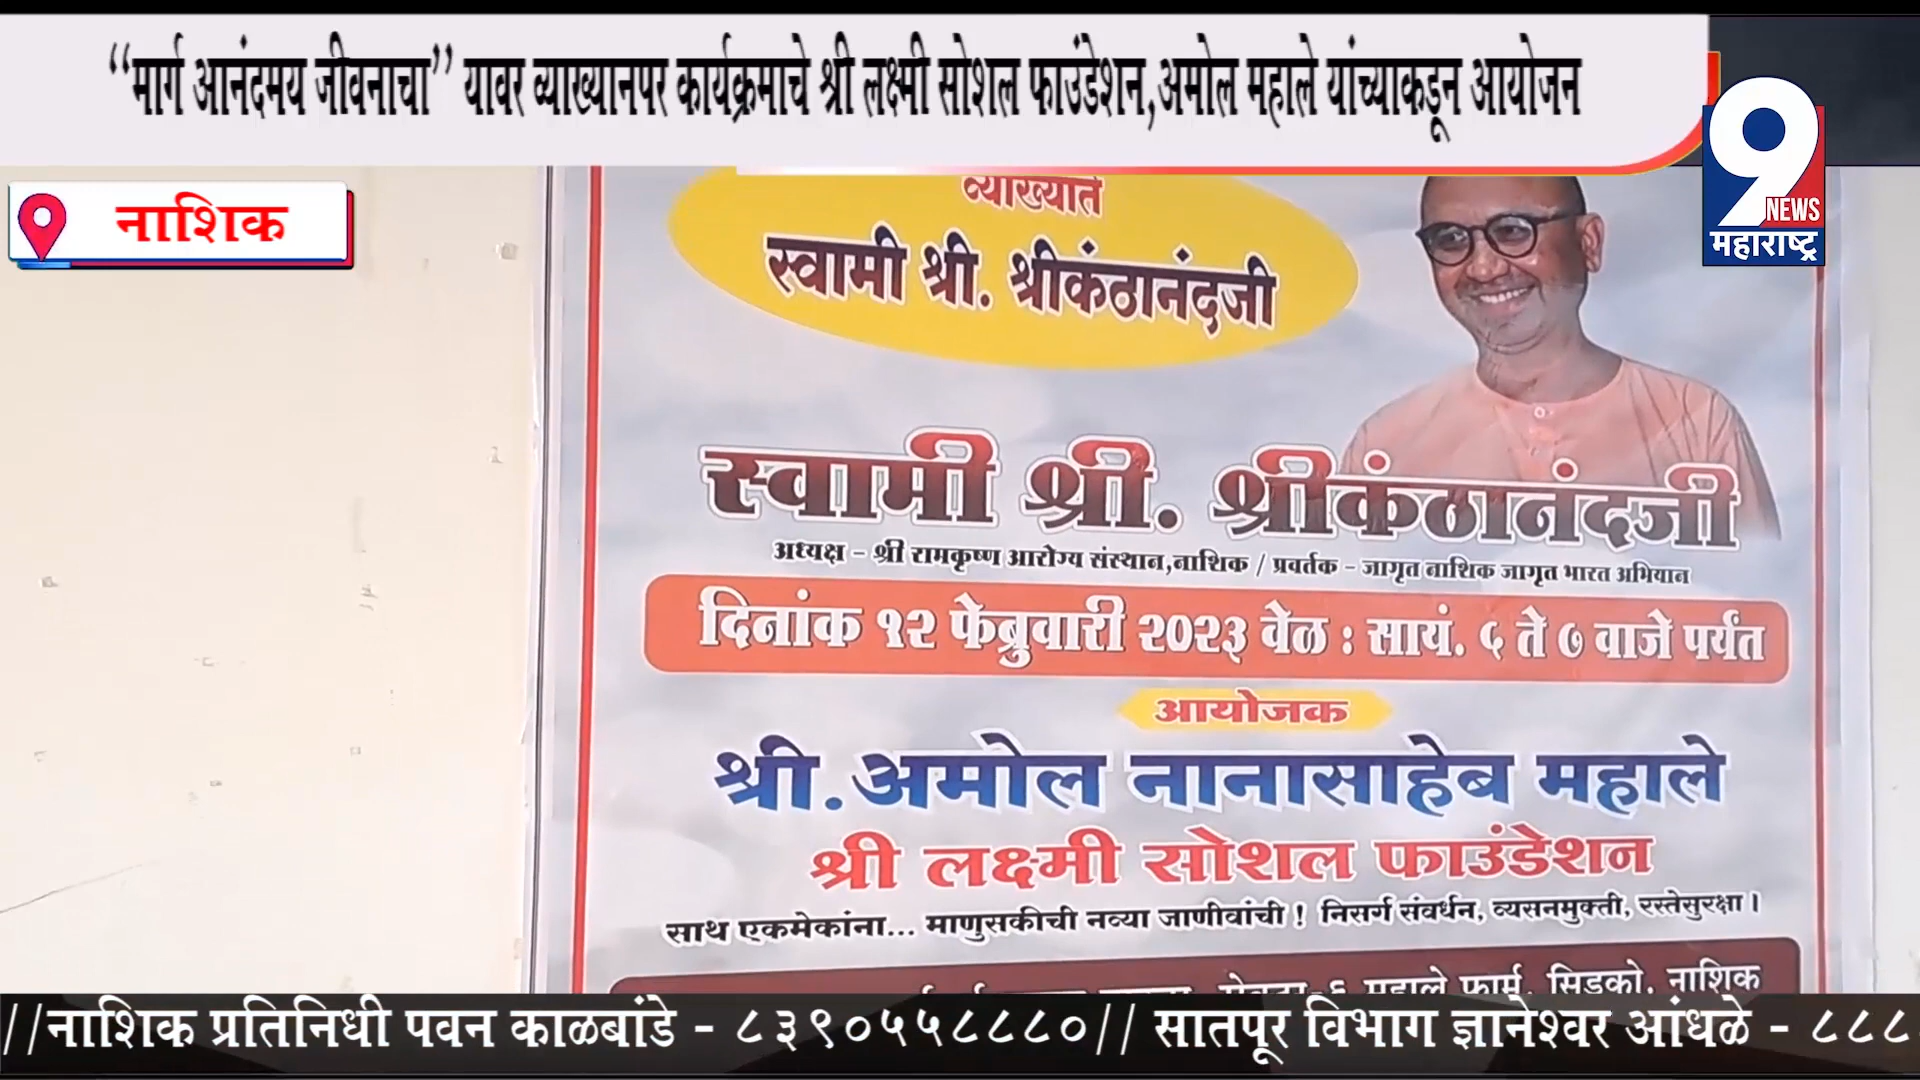 “मार्ग आनंदमय जीवनाचा” यावर व्याख्यानपर कार्यक्रमाचे श्री लक्ष्मी सोशल फाउंडेशन,अमोल महाले यांच्याकडून आयोजन
9
NEWS
महाराष्ट्र
नाशिक
व्याख्याते
स्वामी श्री. श्रीकंठानंदजी
स्वामी श्री. श्रीकंठानंदजी
अध्यक्ष - श्री रामकृष्ण आरोग्य संस्थान,नाशिक / प्रवर्तक - जागृत नाशिक जागृत भारत अभियान
दिनांक १२ फेब्रुवारी २०२३ वेळ : सायं. ५ ते ७ वाजे पर्यंत
आयोजक
श्री.अमोल नानासाहेब महाले
श्री लक्ष्मी सोशल फाउंडेशन
साथ एकमेकांना... माणुसकीची नव्या जाणीवांची ! निसर्ग संवर्धन, व्यसनमुक्ती, रस्तेसुरक्षा ।
६ महाले फार्म, सिडको, नाशिक
//नाशिक प्रतिनिधी पवन काळबांडे - ८३९०५५८८८०// सातपूर विभाग ज्ञानेश्वर आंधळे - ८८८